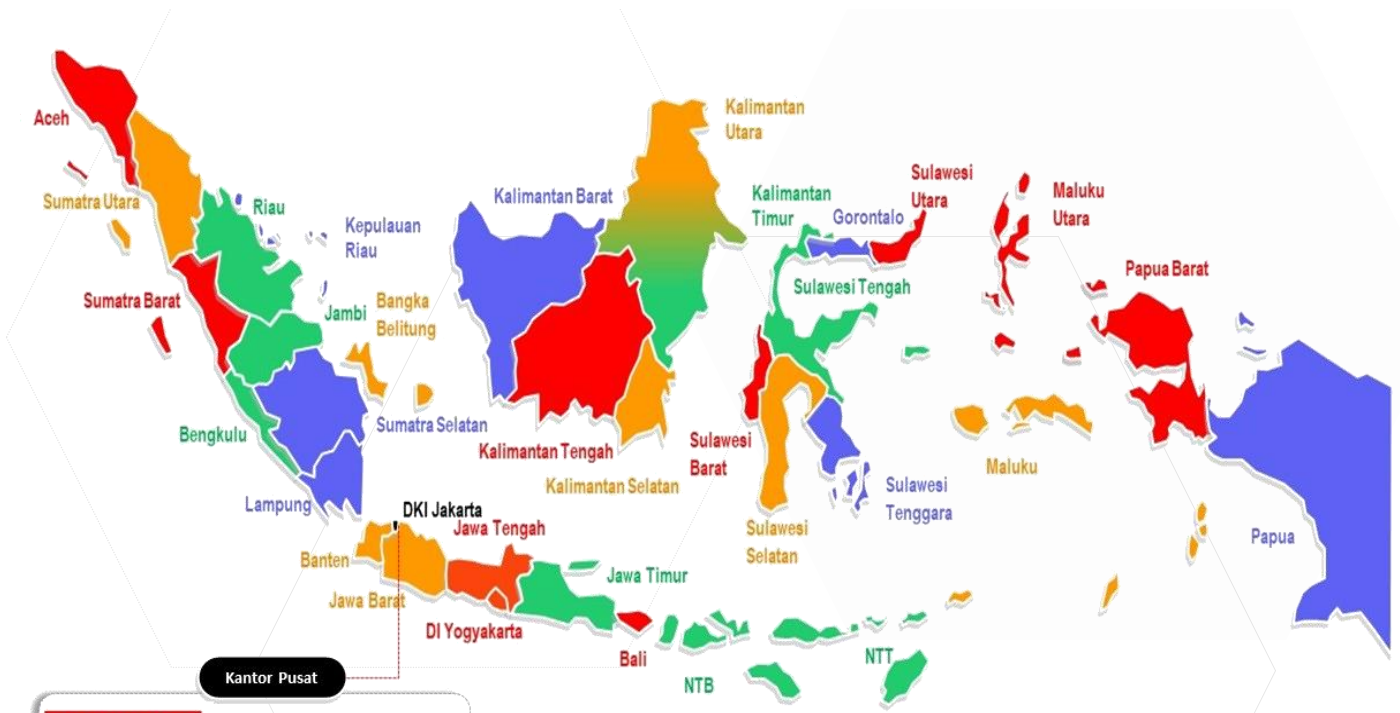 Aceh
Sumatra Utara
Riau
Kepulauan
Riau
Sumatra Barat
Jambi
Bangka
Belitung
Bengkulu
Sumatra Selatan
Lampung
Kalimantan Barat
Kalimantan
Utara
Kalimantan
Timur
Kalimantan Tengah
Kalimantan Selatan
Gorontalo
Sulawesi
Utara
Sulawesi Tengah
Sulawesi
Barat
Sulawesi
Selatan
Sulawesi
Tenggara
Maluku
Utara
Maluku
Papua Barat
Papua
DKI Jakarta
Banten
Jawa Barat
Jawa Tengah
DI Yogyakarta
Jawa Timur
Bali
NTB
NTT
Kantor Pusat